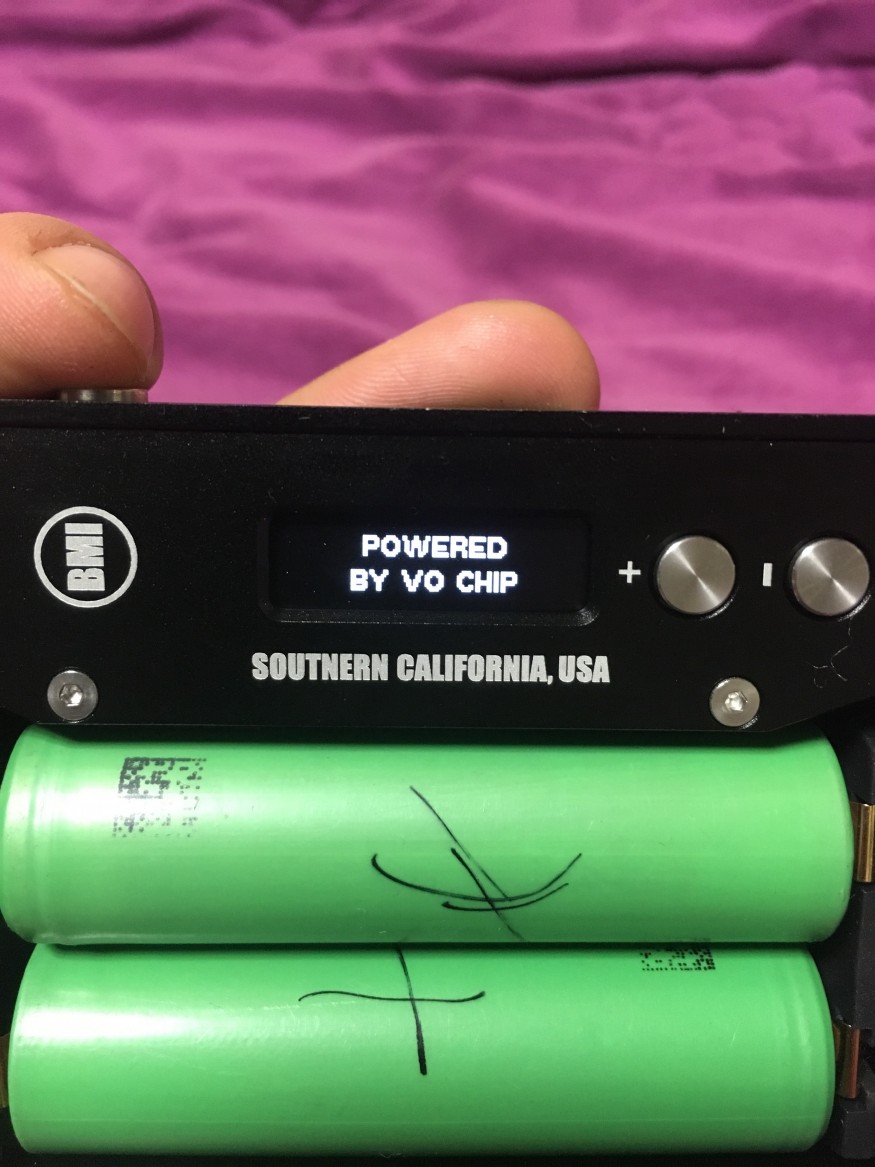 BMI
POWERED
BY VO CHIP
+ -
SOUTNERN CALIFORNIA, USA